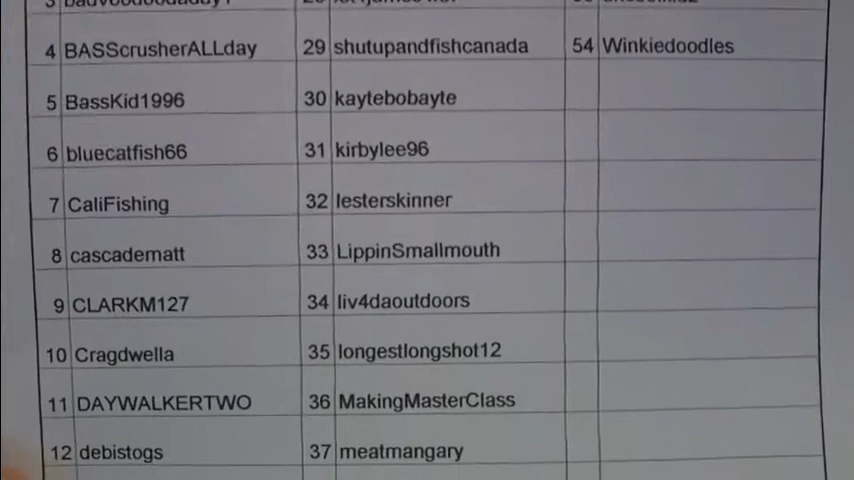 4 BASScrusherALLday 29 shutupandfishcanada 54 Winkiedoodles
5 BassKid1996 30 kaytebobayte
6 bluecatfish66 31 kirbylee96
7 CaliFishing 32 lesterskinner
8 cascadematt 33 LippinSmallmouth
9 CLARKM127 34 liv4daoutdoors
10 Cragdwella 35 longestlongshot12
11 DAYWALKERTWO 36 MakingMasterClass
12 debistogs 37 meatmangary